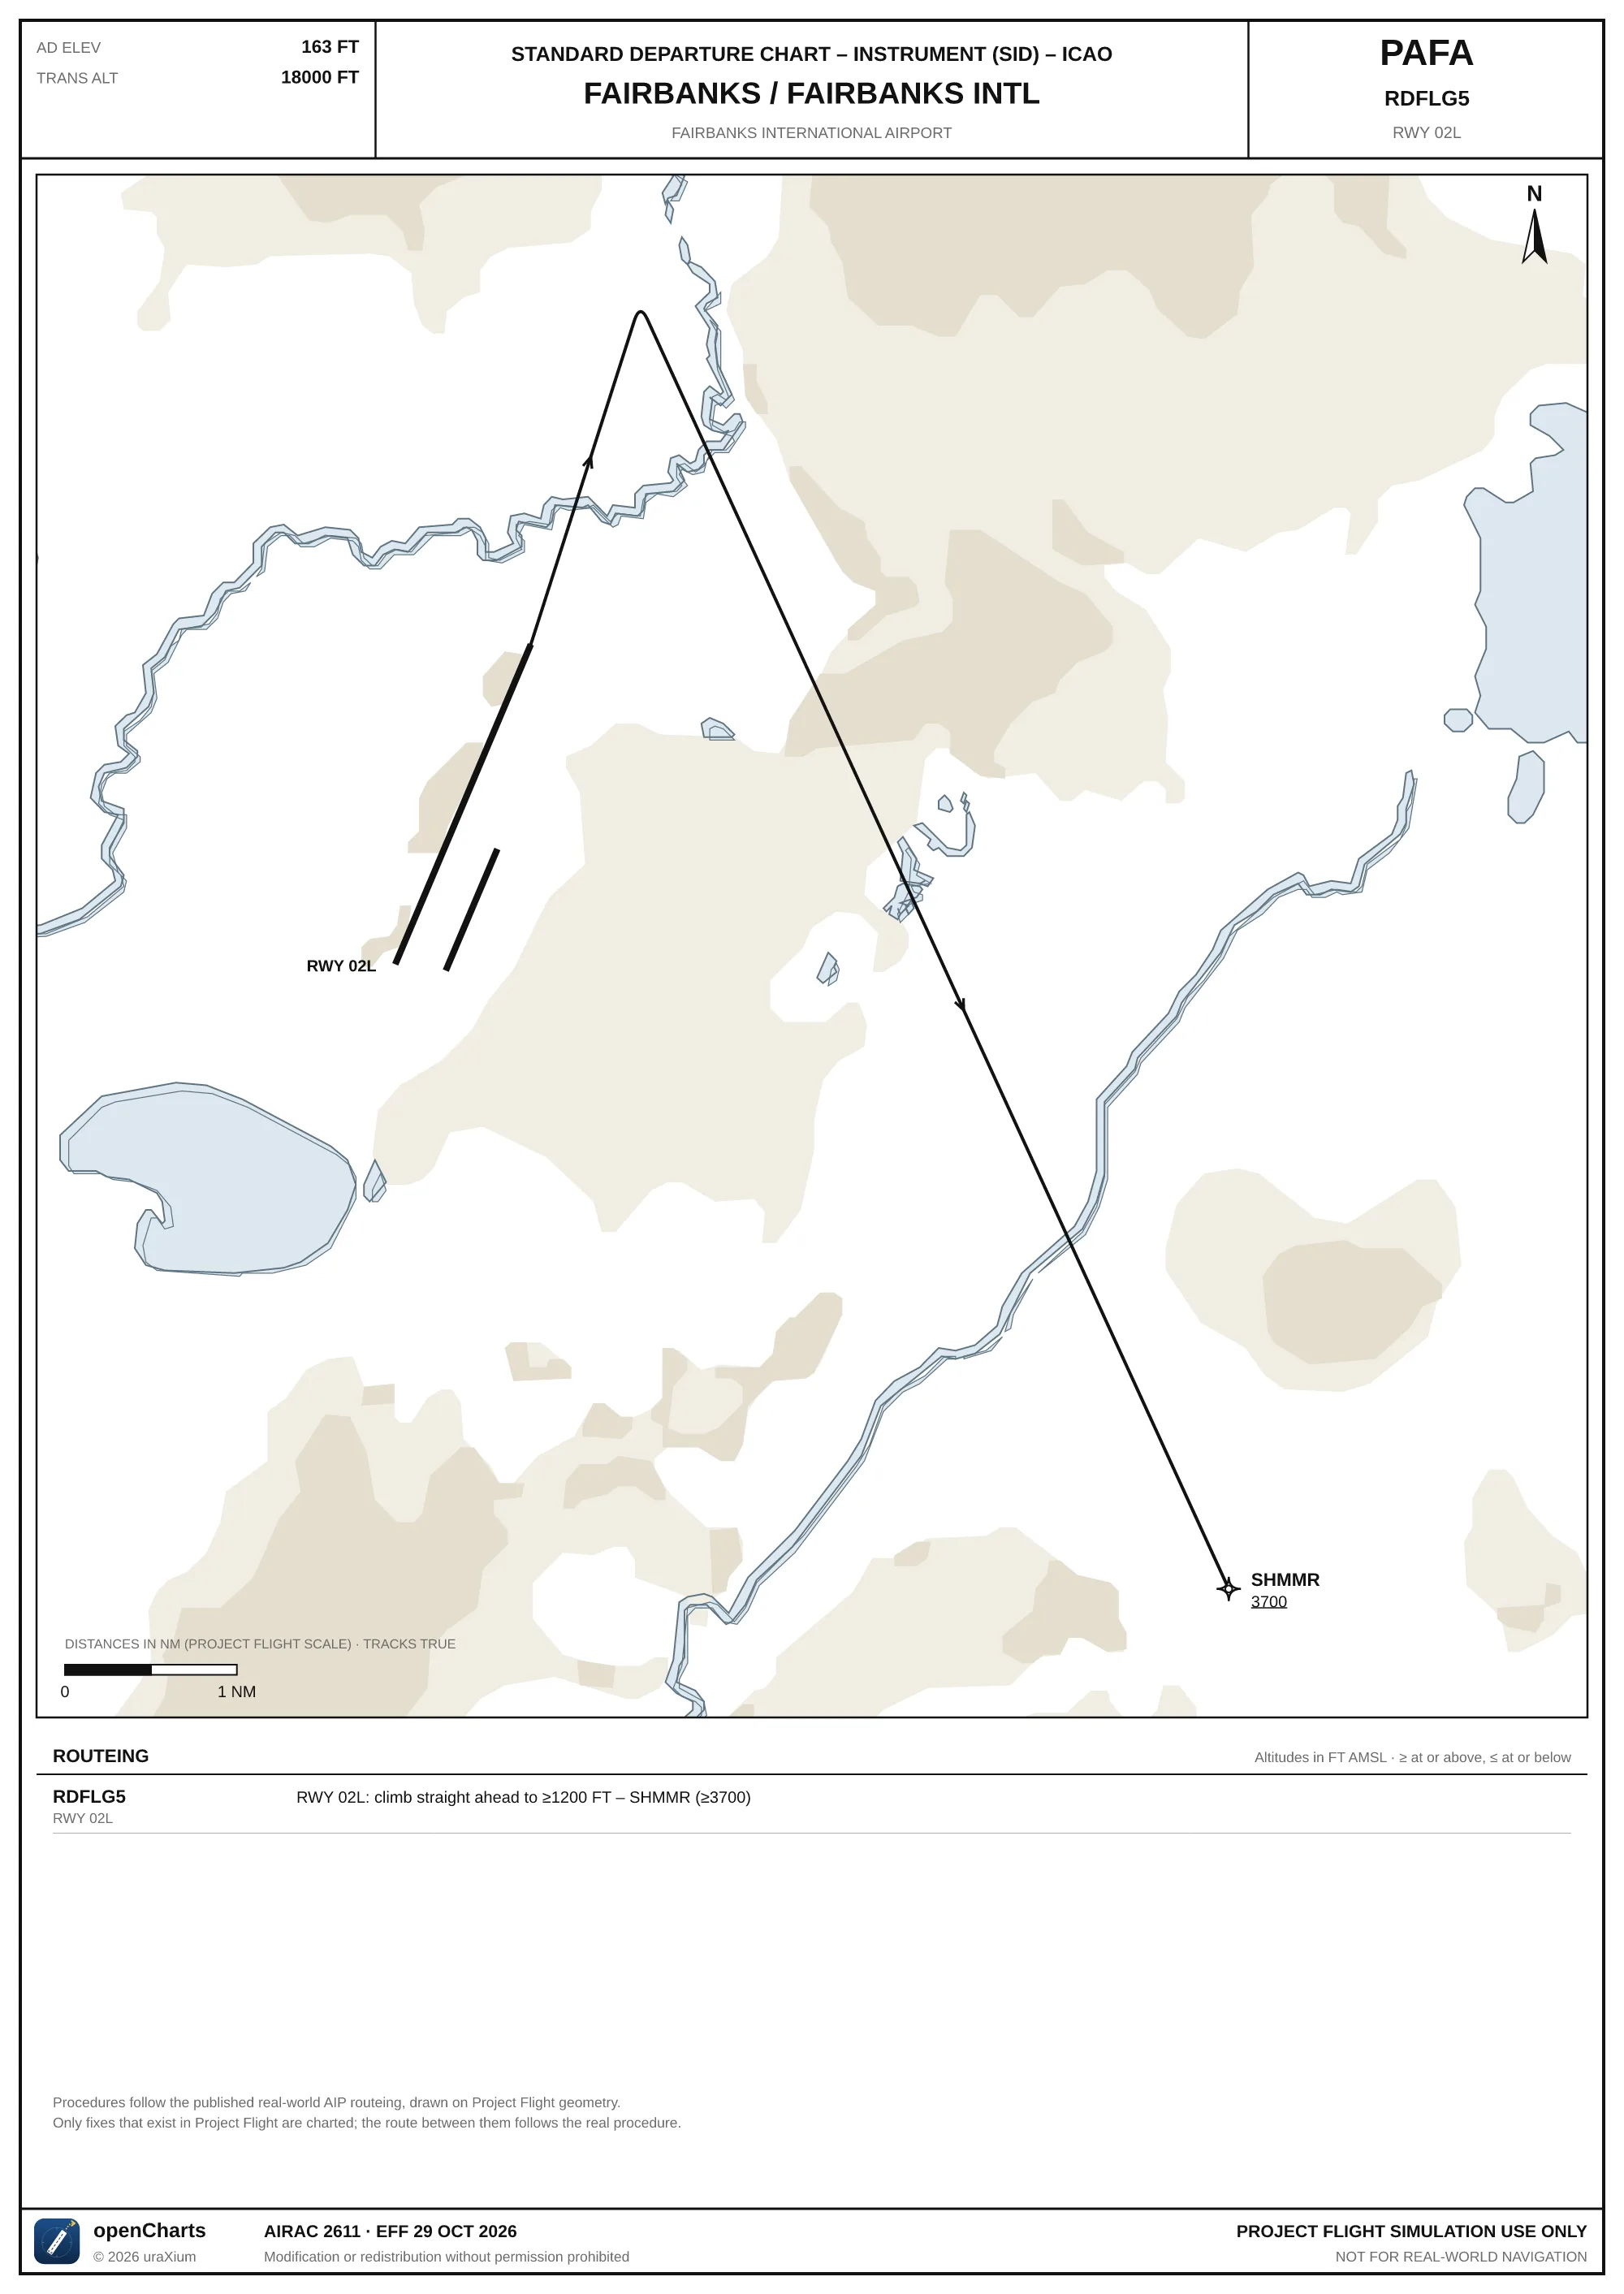 AD ELEV 163 FT
TRANS ALT 18000 FT
STANDARD DEPARTURE CHART – INSTRUMENT (SID) – ICAO
FAIRBANKS / FAIRBANKS INTL
FAIRBANKS INTERNATIONAL AIRPORT
PAFA
RDFLG5
RWY 02L
N
RWY 02L
SHMMR
3700
DISTANCES IN NM (PROJECT FLIGHT SCALE) · TRACKS TRUE
0 1 NM
ROUTEING
Altitudes in FT AMSL · ≥ at or above, ≤ at or below
RDFLG5
RWY 02L: climb straight ahead to ≥1200 FT – SHMMR (≥3700)
RWY 02L
Procedures follow the published real-world AIP routeing, drawn on Project Flight geometry.
Only fixes that exist in Project Flight are charted; the route between them follows the real procedure.
openCharts
© 2026 uraXium
AIRAC 2611 · EFF 29 OCT 2026
Modification or redistribution without permission prohibited
PROJECT FLIGHT SIMULATION USE ONLY
NOT FOR REAL-WORLD NAVIGATION